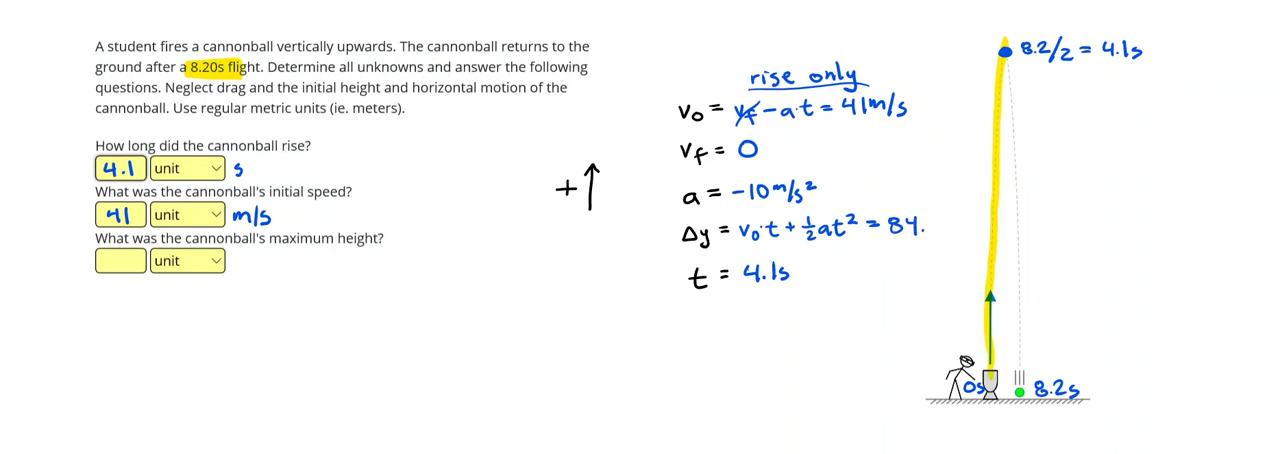 A student fires a cannonball vertically upwards. The cannonball returns to the
ground after a 8.20s flight. Determine all unknowns and answer the following
questions. Neglect drag and the initial height and horizontal motion of the
cannonball. Use regular metric units (ie. meters).
How long did the cannonball rise?
4.1 unit s
What was the cannonball's initial speed?
41 unit m/s
What was the cannonball's maximum height?
unit
+
rise only
v₀ = vf - a·t = 41m/s
vf = 0
a = -10m/s²
Δy = v₀·t + ½at² = 84.
t = 4.1s
8.2/2 = 4.1s
0s
8.2s